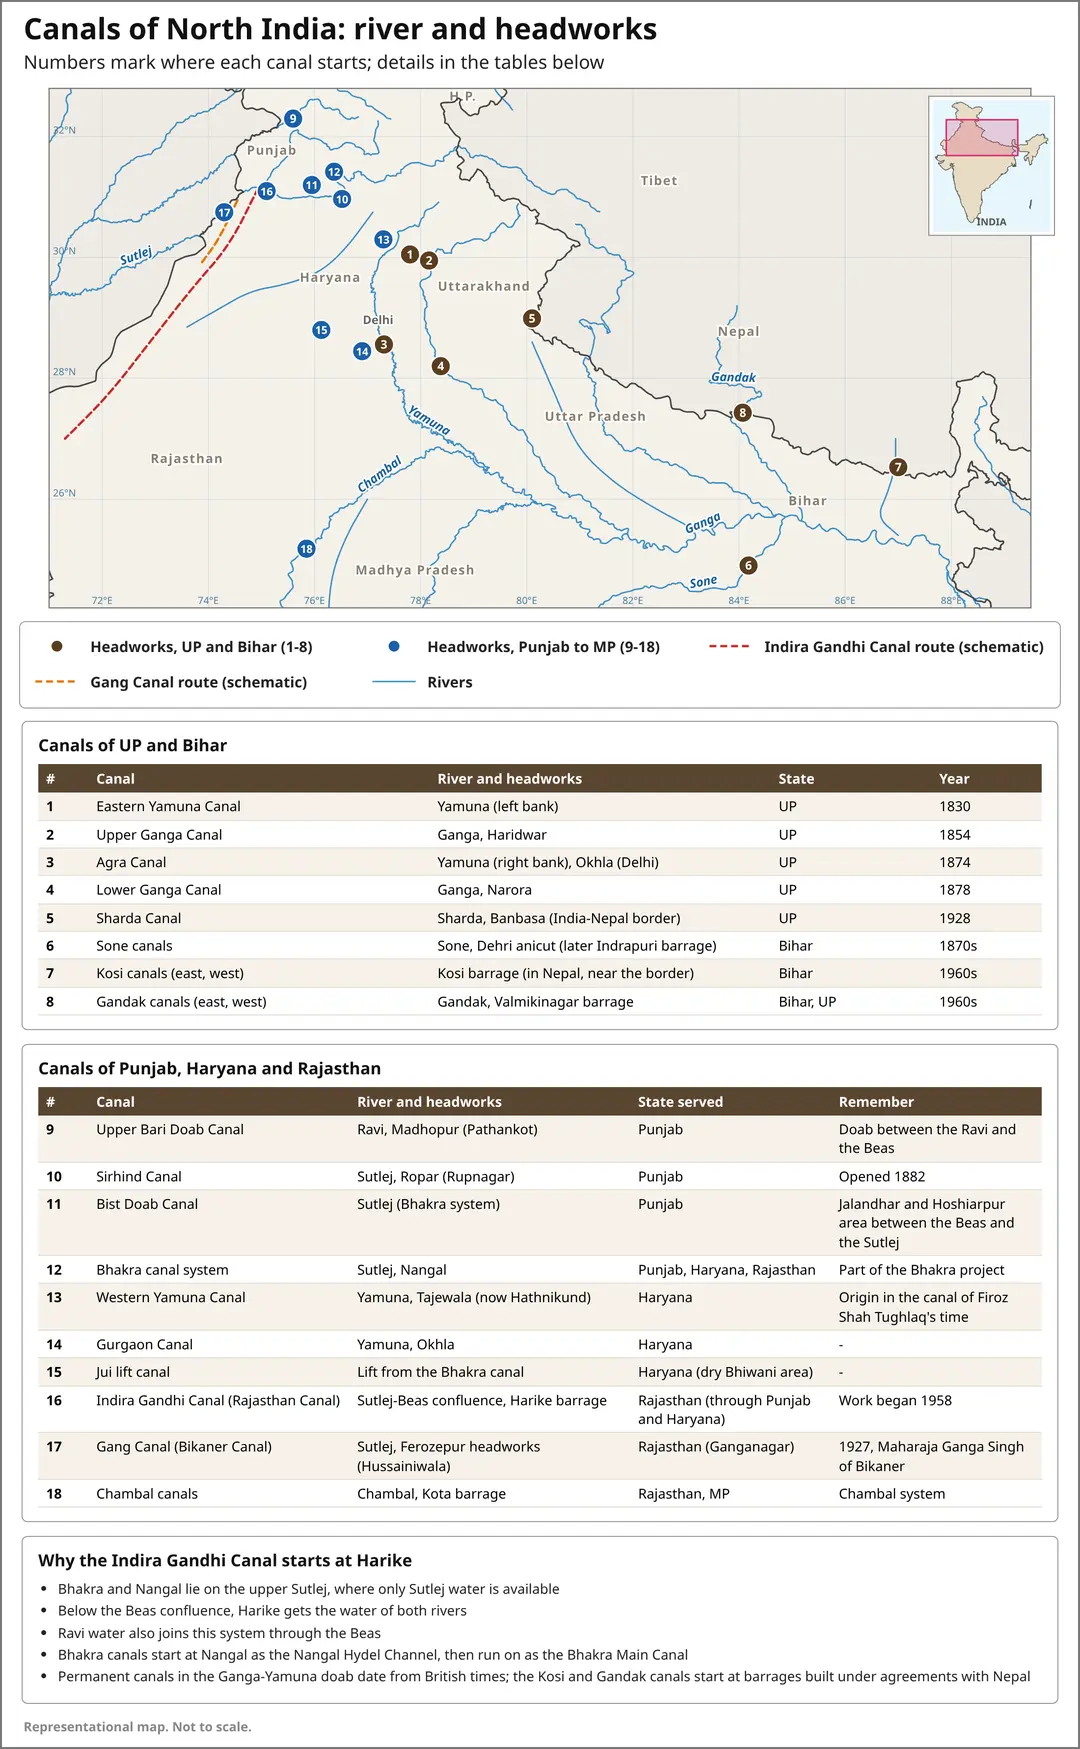 Canals of North India: river and headworks
Numbers mark where each canal starts; details in the tables below
H.P.
32°N
9
Punjab
12
11
16
10
Tibet
17
INDIA
30°N
Sutlej
13
1
2
Haryana
Uttarakhand
Delhi
5
15
14
3
Nepal
4
28°N
Gandak
8
Yamuna
Uttar Pradesh
Rajasthan
Chambal
7
26°N
Bihar
Ganga
18
Madhya Pradesh
6
Sone
72°E 74°E 76°E 78°E 80°E 82°E 84°E 86°E 88°E
Headworks, UP and Bihar (1-8) Headworks, Punjab to MP (9-18) Indira Gandhi Canal route (schematic)
Gang Canal route (schematic) Rivers
Canals of UP and Bihar
# Canal River and headworks State Year
1 Eastern Yamuna Canal Yamuna (left bank) UP 1830
2 Upper Ganga Canal Ganga, Haridwar UP 1854
3 Agra Canal Yamuna (right bank), Okhla (Delhi) UP 1874
4 Lower Ganga Canal Ganga, Narora UP 1878
5 Sharda Canal Sharda, Banbasa (India-Nepal border) UP 1928
6 Sone canals Sone, Dehri anicut (later Indrapuri barrage) Bihar 1870s
7 Kosi canals (east, west) Kosi barrage (in Nepal, near the border) Bihar 1960s
8 Gandak canals (east, west) Gandak, Valmikinagar barrage Bihar, UP 1960s
Canals of Punjab, Haryana and Rajasthan
# Canal River and headworks State served Remember
9 Upper Bari Doab Canal Ravi, Madhopur (Pathankot) Punjab Doab between the Ravi and
the Beas
10 Sirhind Canal Sutlej, Ropar (Rupnagar) Punjab Opened 1882
11 Bist Doab Canal Sutlej (Bhakra system) Punjab Jalandhar and Hoshiarpur
area between the Beas and
the Sutlej
12 Bhakra canal system Sutlej, Nangal Punjab, Haryana, Rajasthan Part of the Bhakra project
13 Western Yamuna Canal Yamuna, Tajewala (now Hathnikund) Haryana Origin in the canal of Firoz
Shah Tughlaq's time
14 Gurgaon Canal Yamuna, Okhla Haryana -
15 Jui lift canal Lift from the Bhakra canal Haryana (dry Bhiwani area) -
16 Indira Gandhi Canal (Rajasthan Canal) Sutlej-Beas confluence, Harike barrage Rajasthan (through Punjab Work began 1958
and Haryana)
17 Gang Canal (Bikaner Canal) Sutlej, Ferozepur headworks Rajasthan (Ganganagar) 1927, Maharaja Ganga Singh
(Hussainiwala) of Bikaner
18 Chambal canals Chambal, Kota barrage Rajasthan, MP Chambal system
Why the Indira Gandhi Canal starts at Harike
• Bhakra and Nangal lie on the upper Sutlej, where only Sutlej water is available
• Below the Beas confluence, Harike gets the water of both rivers
• Ravi water also joins this system through the Beas
• Bhakra canals start at Nangal as the Nangal Hydel Channel, then run on as the Bhakra Main Canal
• Permanent canals in the Ganga-Yamuna doab date from British times; the Kosi and Gandak canals start at barrages built under agreements with Nepal
Representational map. Not to scale.